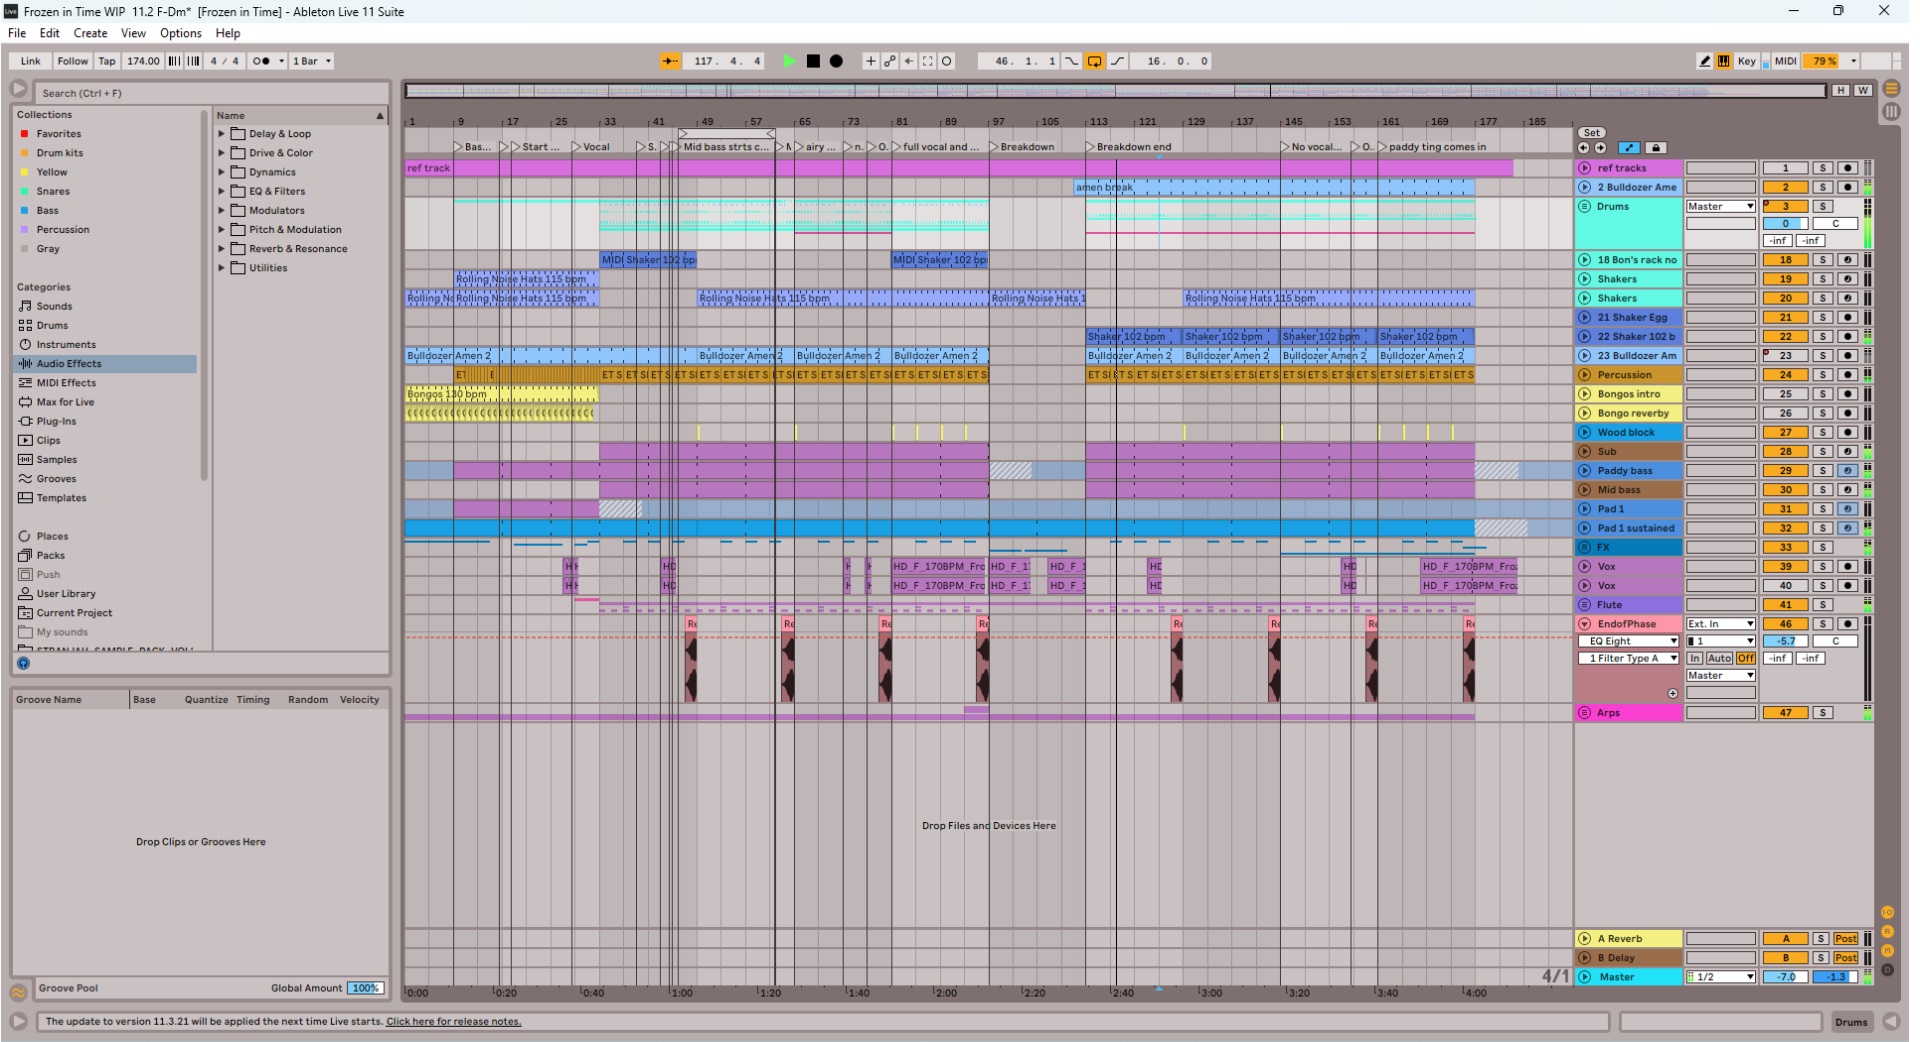 Frozen in Time WIP 11.2 F-Dm* [Frozen in Time] - Ableton Live 11 Suite
File Edit Create View Options Help
Link Follow Tap 174.00 4 / 4 1 Bar 117. 4. 4 46. 1. 1 16. 0. 0 Key MIDI 79 %
Search (Ctrl + F)
H W
Collections
Favorites
Drum kits
Yellow
Snares
Bass
Percussion
Gray
Categories
Sounds
Drums
Instruments
Audio Effects
MIDI Effects
Max for Live
Plug-Ins
Clips
Samples
Grooves
Templates
Places
Packs
Push
User Library
Current Project
My sounds
Name
Delay & Loop
Drive & Color
Dynamics
EQ & Filters
Modulators
Pitch & Modulation
Reverb & Resonance
Utilities
Groove Name Base Quantize Timing Random Velocity
Drop Clips or Grooves Here
Groove Pool Global Amount 100%
1 9 17 25 33 41 49 57 65 73 81 89 97 105 113 121 129 137 145 153 161 169 177 185
Set
Bas... Start ... Vocal S. Mid bass strts c... airy ... n. O. full vocal and ... Breakdown Breakdown end No vocal... O.. paddy ting comes in
ref track
amen break
MIDI Shaker 102 bp MIDI Shaker 102 bp
Rolling Noise Hats 115 bpm
Rolling Nc Rolling Noise Hats 115 bpm Rolling Noise Hats 115 bpm Rolling Noise Hats 1 Rolling Noise Hats 115 bpm
Shaker 102 bpm Shaker 102 bpm Shaker 102 bpm Shaker 102 bpm
Bulldozer Amen 2 Bulldozer Amen 2 Bulldozer Amen 2 Bulldozer Amen 2 Bulldozer Amen 2 Bulldozer Amen 2 Bulldozer Amen 2 Bulldozer Amen 2
Bongos 130 bpm
HD_F_170BPM_Fro HD_F_1 HD_F_1 HD_F_170BPM_Fro
HD_F_170BPM_Fro HD_F_1 HD_F_1 HD_F_170BPM_Fro
Drop Files and Devices Here
ref tracks 1 S
2 Bulldozer Ame 2 S
Drums Master 3 S
0 C
-inf -inf
18 Bon's rack no 18 S
Shakers 19 S
Shakers 20 S
21 Shaker Egg 21 S
22 Shaker 102 b 22 S
23 Bulldozer Am 23 S
Percussion 24 S
Bongos intro 25 S
Bongo reverby 26 S
Wood block 27 S
Sub 28 S
Paddy bass 29 S
Mid bass 30 S
Pad 1 31 S
Pad 1 sustained 32 S
FX 33 S
Vox 39 S
Vox 40 S
Flute 41 S
EndofPhase Ext. In 46 S
EQ Eight 1 -5.7 C
1 Filter Type A In Auto Off -inf -inf
Master
Arps 47 S
A Reverb A S Post
B Delay B S Post
4/1 Master 1/2 -7.0 -1.3
0:00 0:20 0:40 1:00 1:20 1:40 2:00 2:20 2:40 3:00 3:20 3:40 4:00
The update to version 11.3.21 will be applied the next time Live starts. Click here for release notes.
Drums